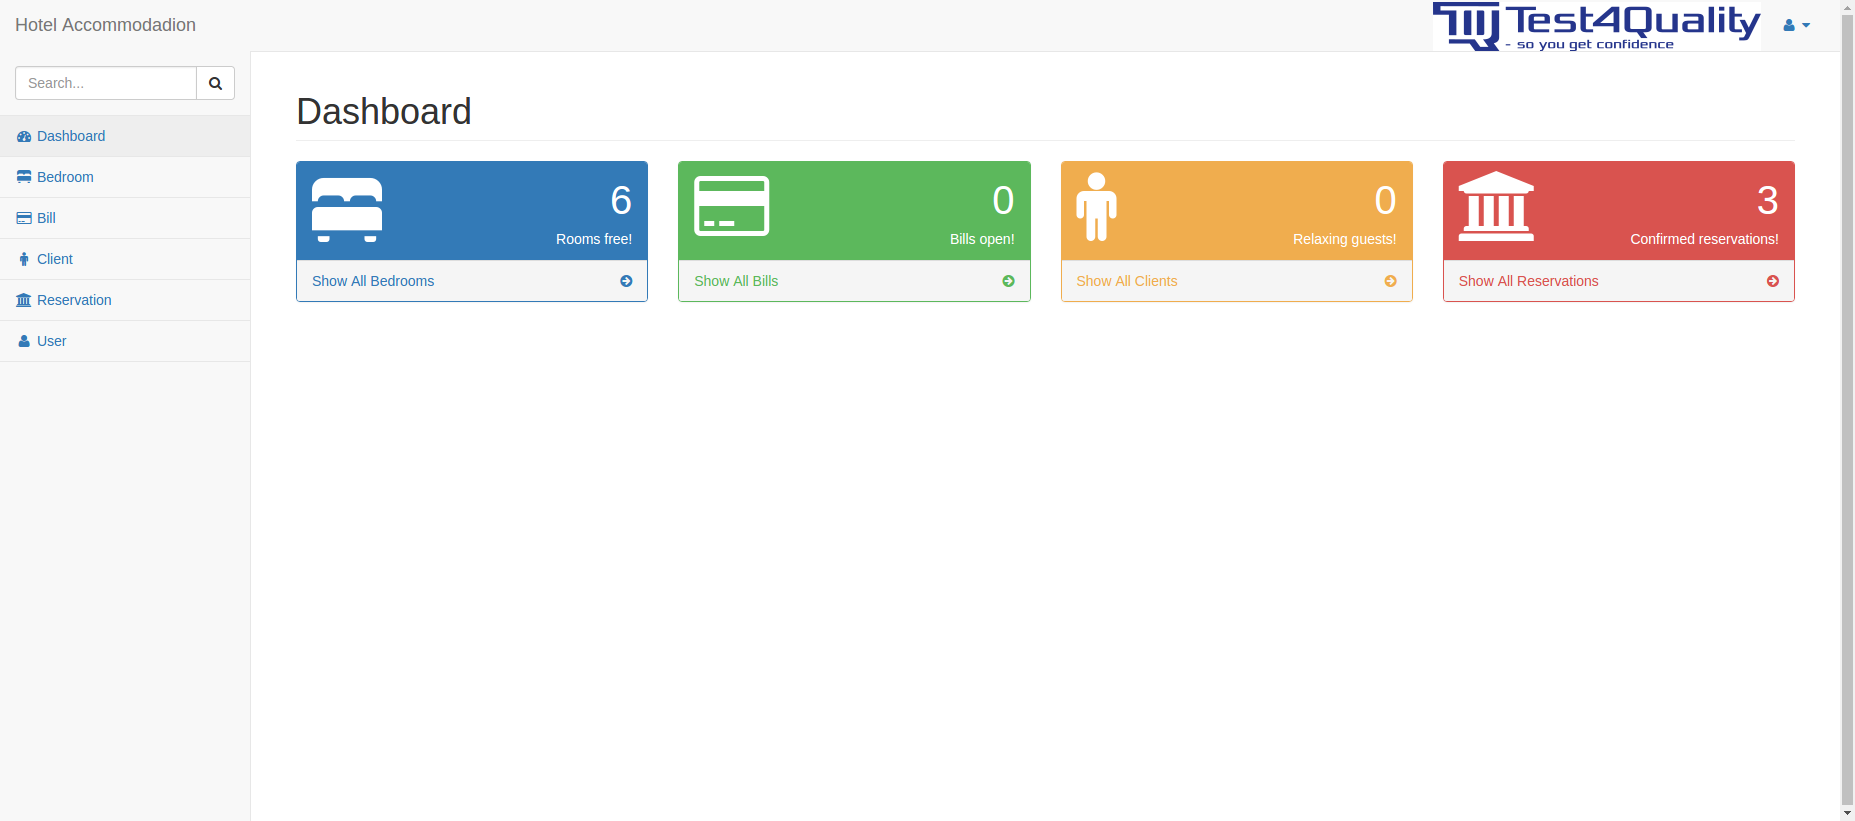 Hotel Accommodadion
Test4Quality
- so you get confidence
Search...
Dashboard
Bedroom
Bill
Client
Reservation
User
Dashboard
6
Rooms free!
Show All Bedrooms
0
Bills open!
Show All Bills
0
Relaxing guests!
Show All Clients
3
Confirmed reservations!
Show All Reservations